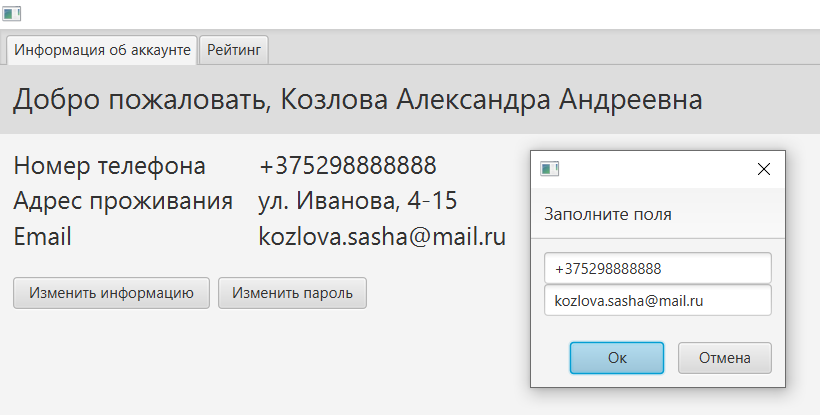 Информация об аккаунте
Рейтинг
Добро пожаловать, Козлова Александра Андреевна
Номер телефона +375298888888
Адрес проживания ул. Иванова, 4-15
Email kozlova.sasha@mail.ru
Изменить информацию
Изменить пароль
Заполните поля
+375298888888
kozlova.sasha@mail.ru
Ок
Отмена